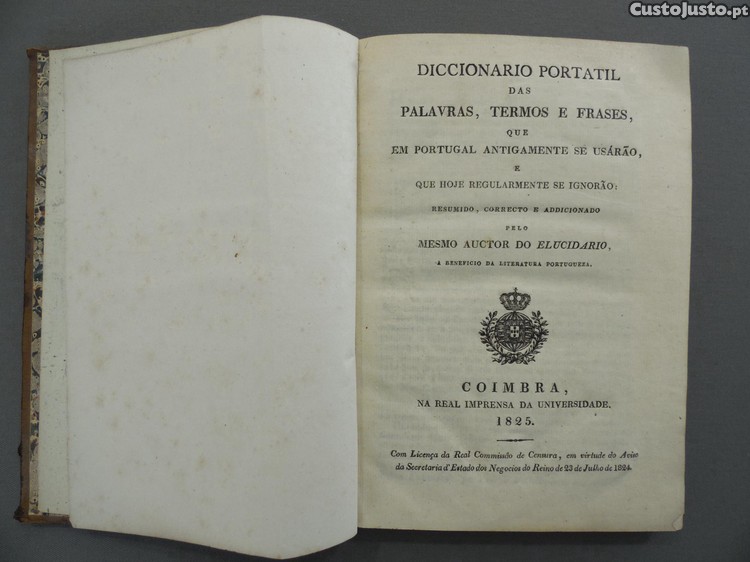 CustoJusto.pt
DICCIONARIO PORTATIL
DAS
PALAVRAS, TERMOS E FRASES,
QUE
EM PORTUGAL ANTIGAMENTE SE USÁRÃO,
E
QUE HOJE REGULARMENTE SE IGNORÃO:
RESUMIDO, CORRECTO E ADDICIONADO
PELO
MESMO AUCTOR DO ELUCIDARIO,
A BENEFICIO DA LITERATURA PORTUGUEZA.
COIMBRA,
NA REAL IMPRENSA DA UNIVERSIDADE.
1825.
Com Licença da Real Commissão de Censura, em virtude do Aviso
da Secretaria d'Estado dos Negocios do Reino de 23 de Julho de 1824.